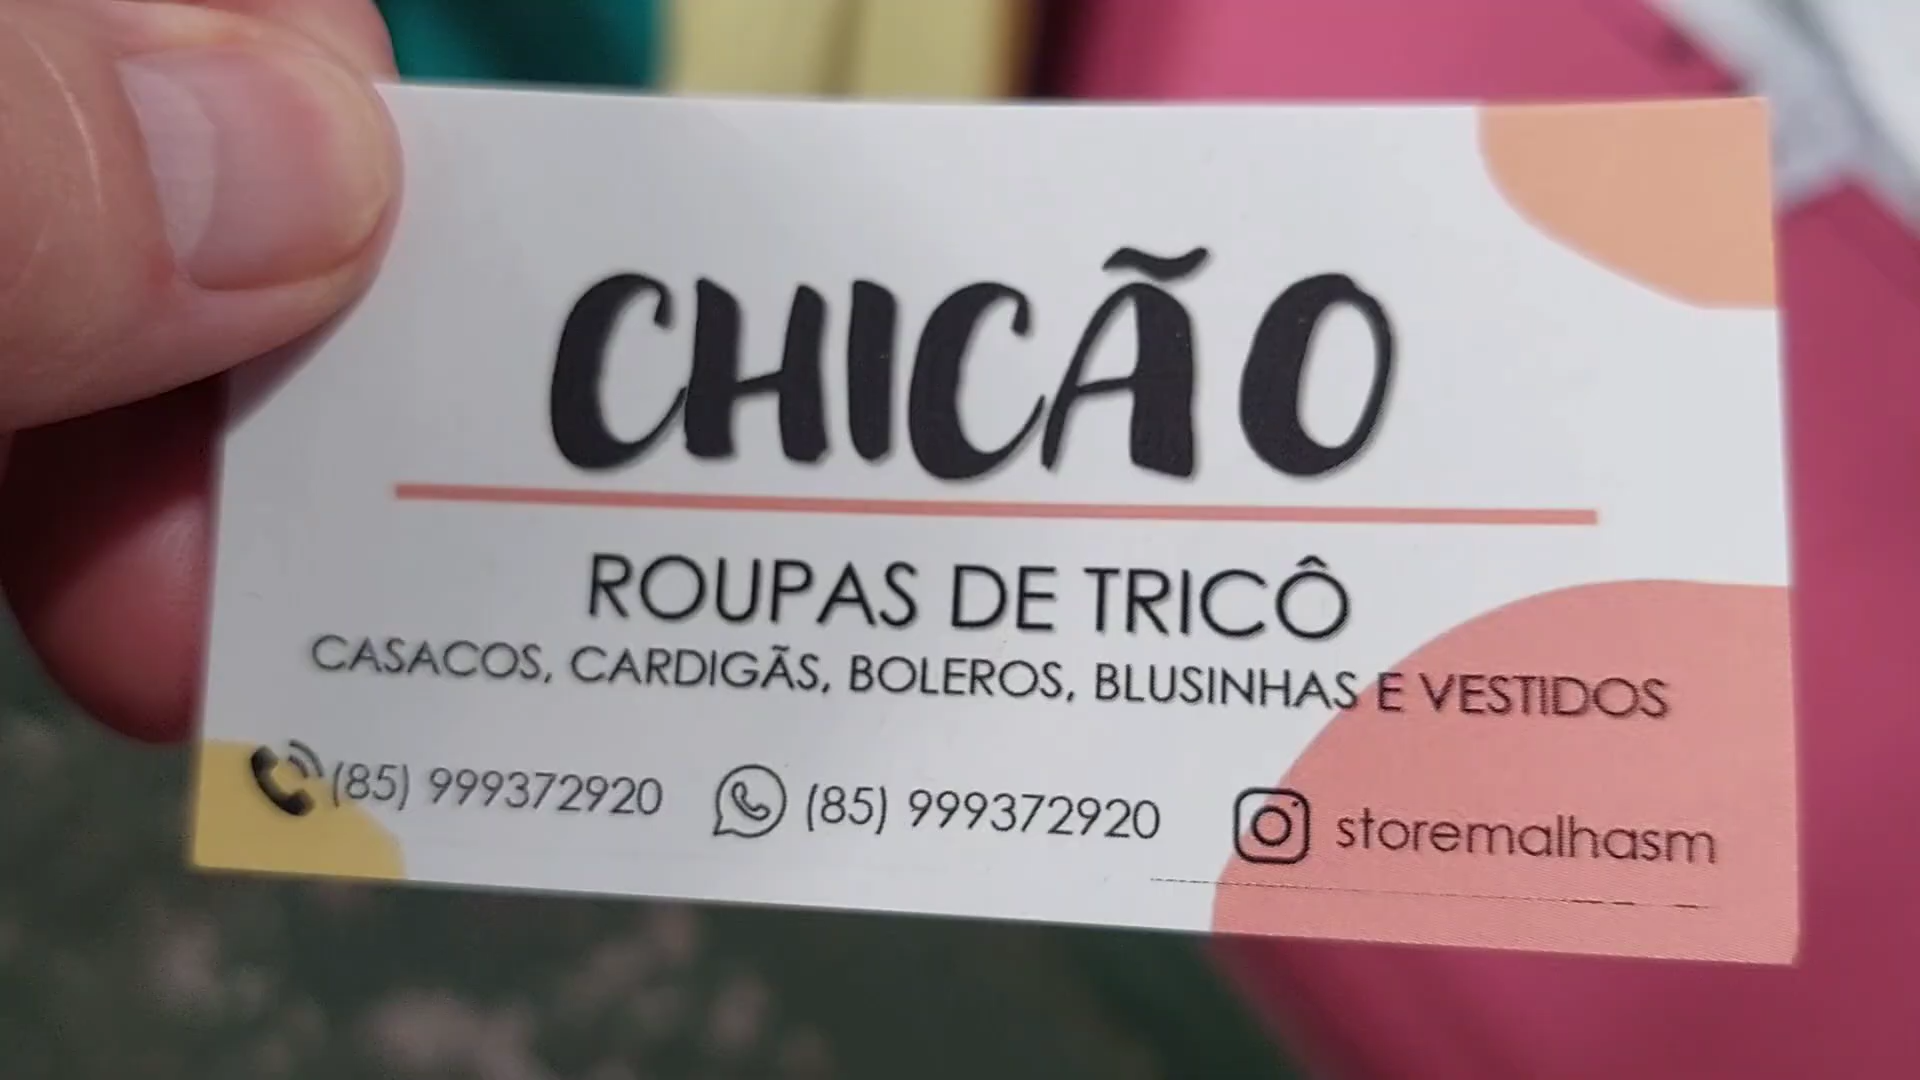 CHICÃO
ROUPAS DE TRICÔ
CASACOS, CARDIGÃS, BOLEROS, BLUSINHAS E VESTIDOS
(85) 999372920 (85) 999372920 storemalhasm